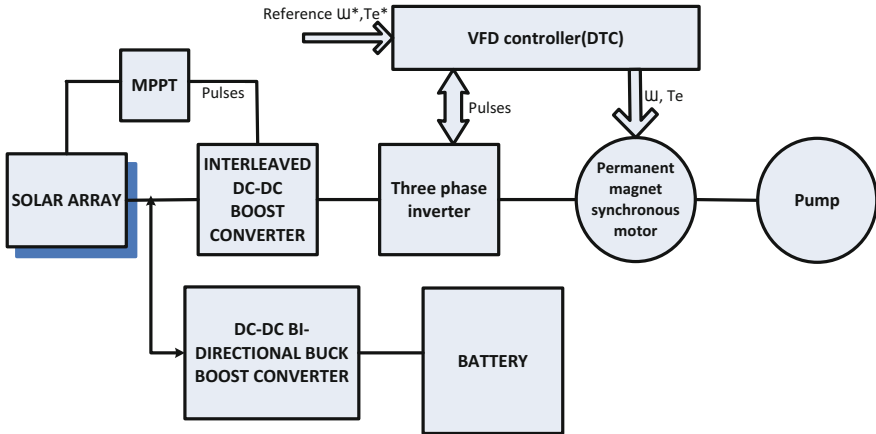 Reference ա*,Te*
VFD controller(DTC)
MPPT
Pulses
Pulses
ա, Te
SOLAR ARRAY
INTERLEAVED
DC-DC
BOOST
CONVERTER
Three phase
inverter
Permanent
magnet
synchronous
motor
Pump
DC-DC BI-
DIRECTIONAL BUCK
BOOST CONVERTER
BATTERY